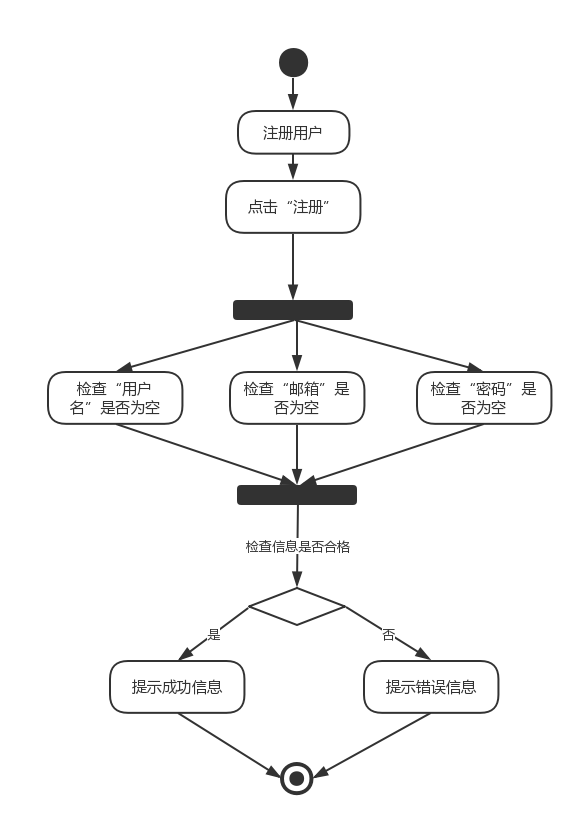 注册用户
点击“注册”
检查“用户
名”是否为空
检查“邮箱”是
否为空
检查“密码”是
否为空
检查信息是否合格
是
否
提示成功信息
提示错误信息